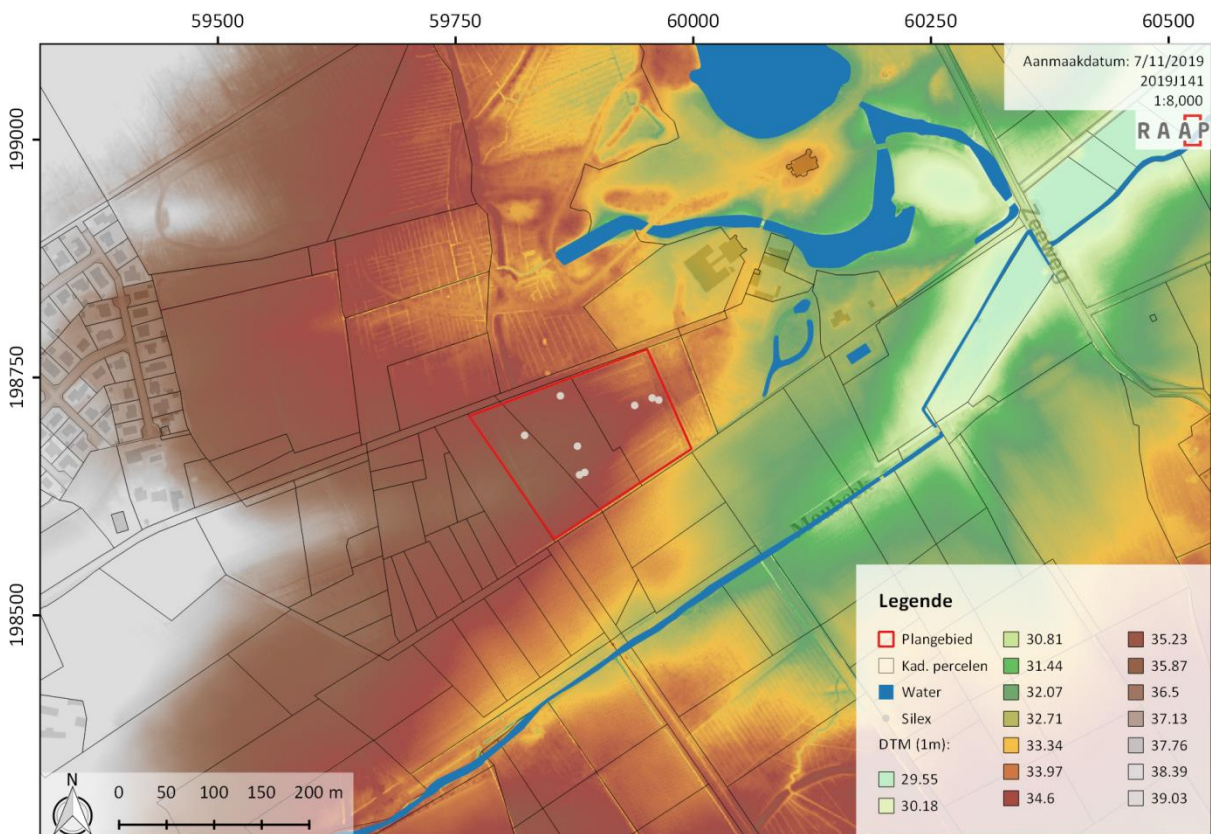 59500 59750 60000 60250 60500
199000
198750
198500
Aanmaakdatum: 7/11/2019
2019J141
1:8,000
RAAP
Zeeweg
Moubeek
N
0 50 100 150 200 m
Legende
Plangebied
Kad. percelen
Water
Silex
DTM (1m):
29.55
30.18
30.81
31.44
32.07
32.71
33.34
33.97
34.6
35.23
35.87
36.5
37.13
37.76
38.39
39.03